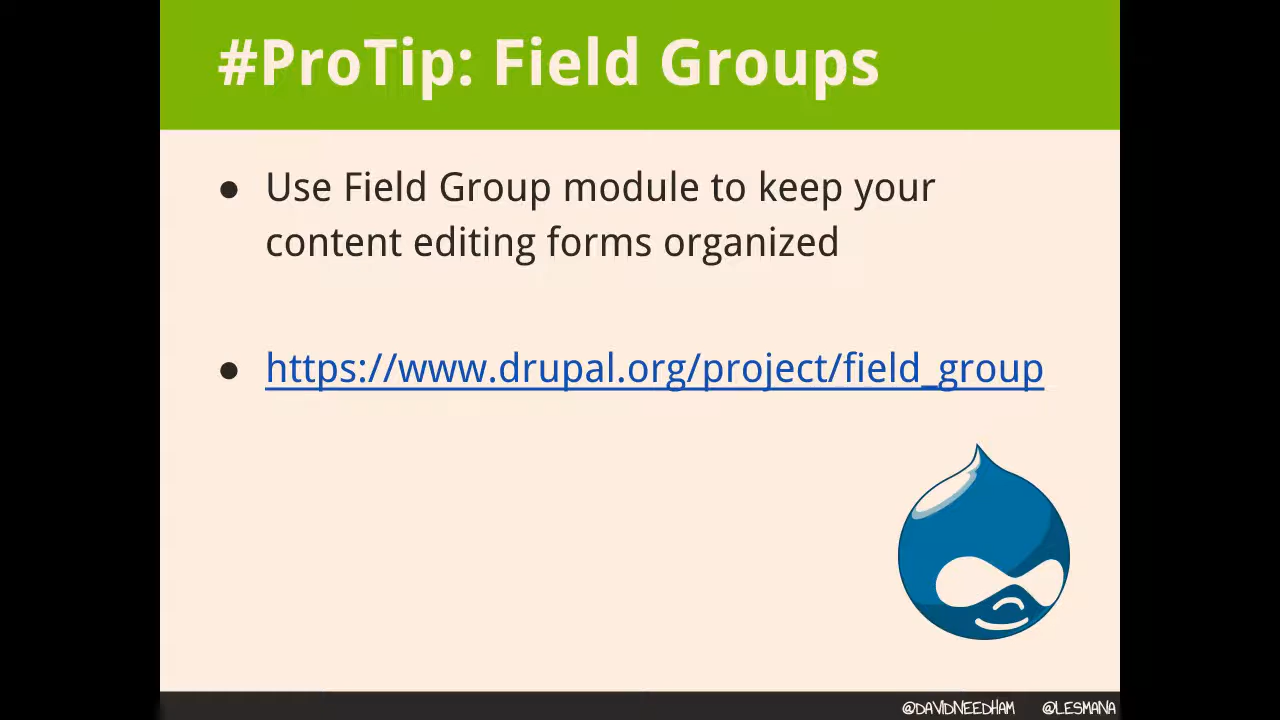 #ProTip: Field Groups
● Use Field Group module to keep your
content editing forms organized
● https://www.drupal.org/project/field_group
@DAVIDNEEDHAM @LESMANA